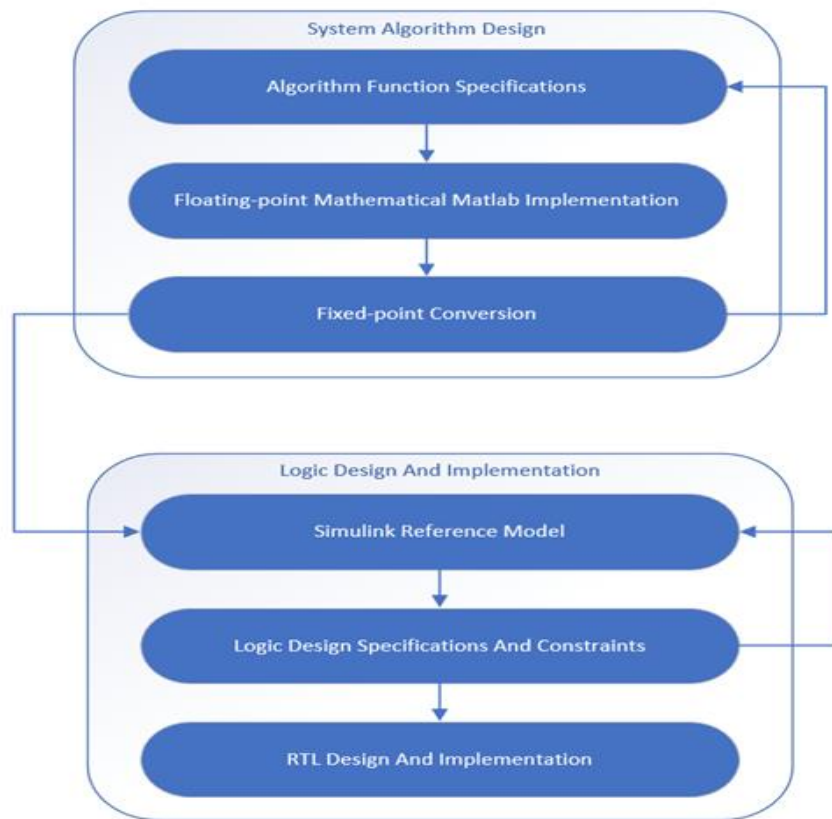 System Algorithm Design
Algorithm Function Specifications
Floating-point Mathematical Matlab Implementation
Fixed-point Conversion
Logic Design And Implementation
Simulink Reference Model
Logic Design Specifications And Constraints
RTL Design And Implementation